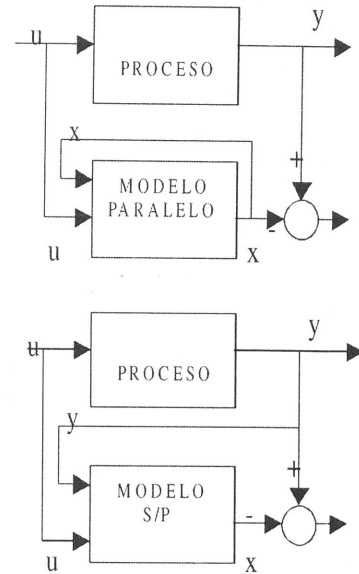 y
u
PROCESO
x
+
MODELO
PARALELO
-
u
x
y
u
PROCESO
y
+
MODELO
S/P
-
u
x